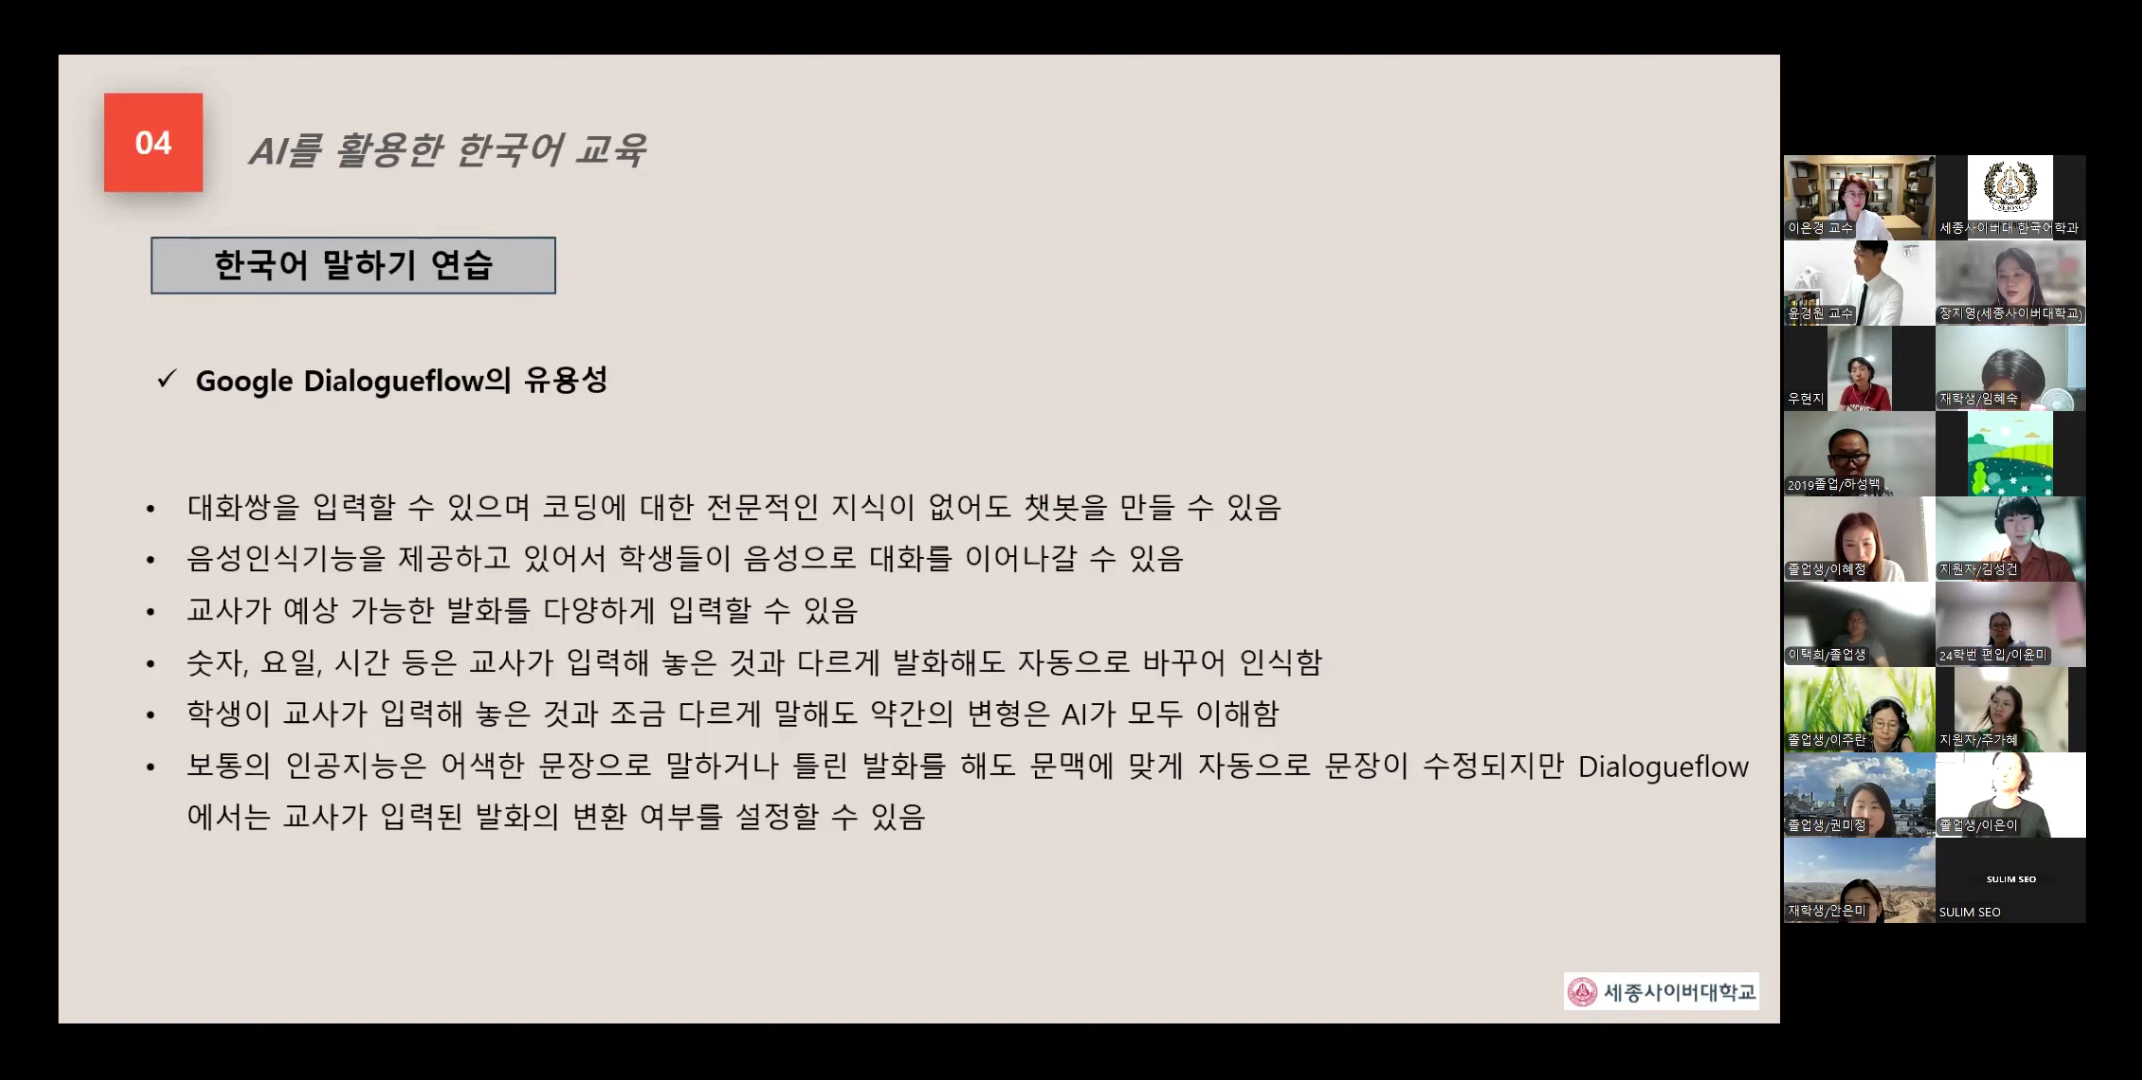 04
AI를 활용한 한국어 교육
한국어 말하기 연습
✓ Google Dialogueflow의 유용성
• 대화쌍을 입력할 수 있으며 코딩에 대한 전문적인 지식이 없어도 챗봇을 만들 수 있음
• 음성인식기능을 제공하고 있어서 학생들이 음성으로 대화를 이어나갈 수 있음
• 교사가 예상 가능한 발화를 다양하게 입력할 수 있음
• 숫자, 요일, 시간 등은 교사가 입력해 놓은 것과 다르게 발화해도 자동으로 바꾸어 인식함
• 학생이 교사가 입력해 놓은 것과 조금 다르게 말해도 약간의 변형은 AI가 모두 이해함
• 보통의 인공지능은 어색한 문장으로 말하거나 틀린 발화를 해도 문맥에 맞게 자동으로 문장이 수정되지만 Dialogueflow
에서는 교사가 입력된 발화의 변환 여부를 설정할 수 있음
세종사이버대학교
이은경 교수
세종사이버대 한국어학과
윤경원 교수
장지영(세종사이버대학교)
우현지
재학생/임혜숙
2019졸업/하성백
졸업생/이혜정
지원자/김성건
이택희/졸업생
24학번 편입/이윤미
졸업생/이주란
지원자/주가혜
졸업생/권미정
졸업생/이은이
재학생/안은미
SULIM SEO
SULIM SEO